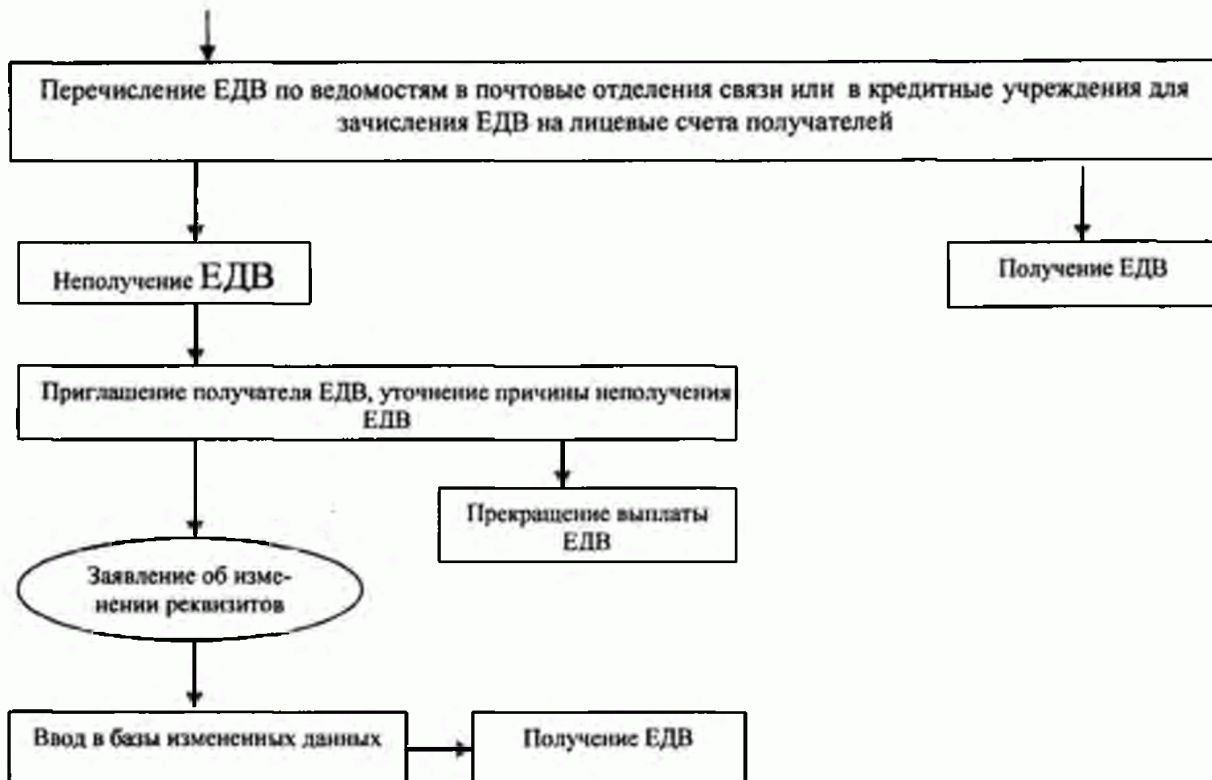 Перечисление ЕДВ по ведомостям в почтовые отделения связи или в кредитные учреждения для
зачисления ЕДВ на лицевые счета получателей
Неполучение ЕДВ
Получение ЕДВ
Приглашение получателя ЕДВ, уточнение причины неполучения
ЕДВ
Прекращение выплаты
ЕДВ
Заявление об изме-
нении реквизитов
Ввод в базы измененных данных
Получение ЕДВ